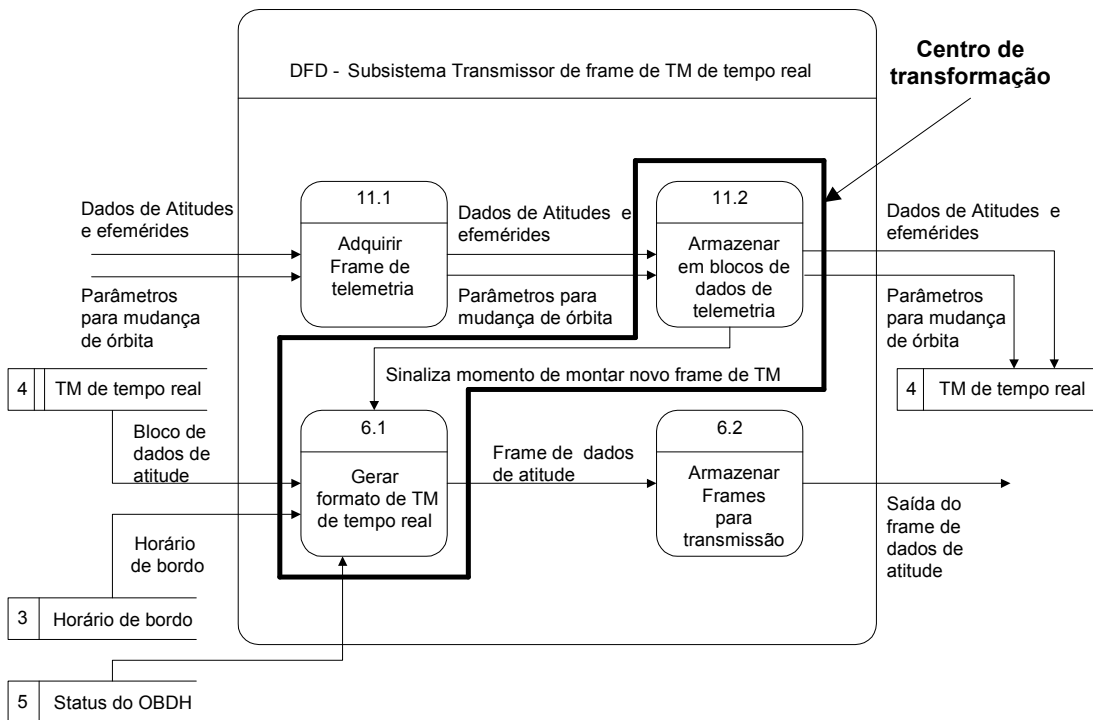 Centro de
transformação
DFD - Subsistema Transmissor de frame de TM de tempo real
11.1
Adquirir
Frame de
telemetria
11.2
Armazenar
em blocos de
dados de
telemetria
Dados de Atitudes
e efemérides
Dados de Atitudes e
efemérides
Dados de Atitudes e
efemérides
Parâmetros
para mudança
de órbita
Parâmetros para
mudança de órbita
Parâmetros
para mudança
de órbita
Sinaliza momento de montar novo frame de TM
4 TM de tempo real
4 TM de tempo real
Bloco de
dados de
atitude
6.1
Gerar
formato de TM
de tempo real
Frame de dados
de atitude
6.2
Armazenar
Frames
para
transmissão
Saída do
frame de
dados de
atitude
Horário
de bordo
3 Horário de bordo
5 Status do OBDH